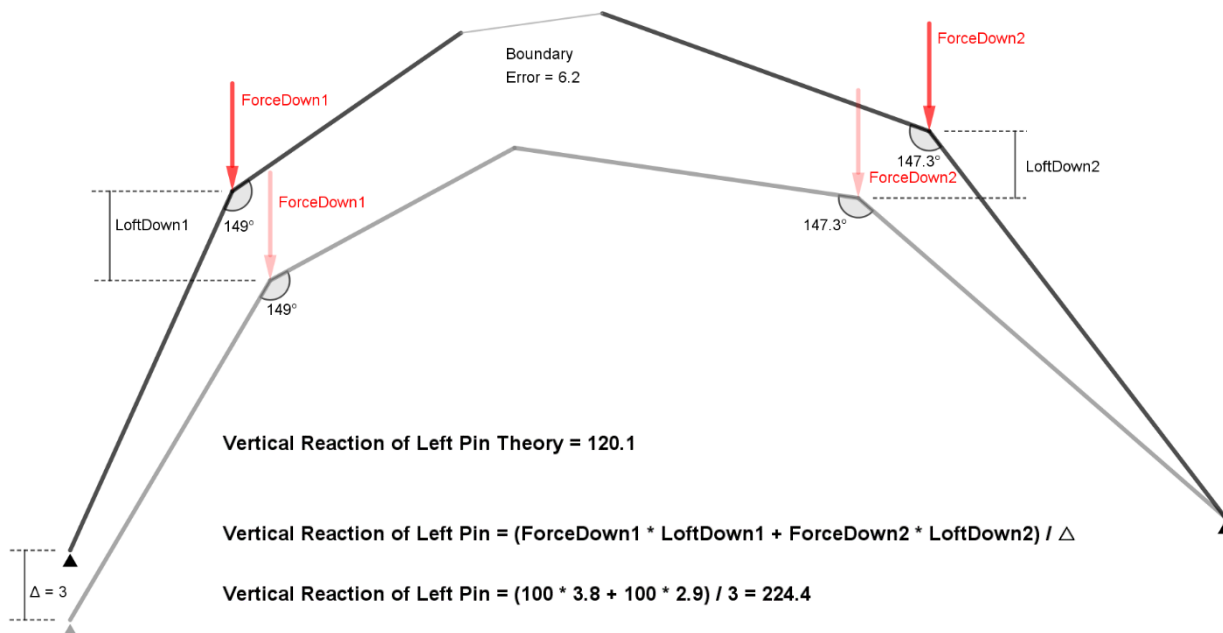 ForceDown2
Boundary
Error = 6.2
ForceDown1
147.3°
LoftDown2
ForceDown2
ForceDown1
LoftDown1
149°
147.3°
149°
Vertical Reaction of Left Pin Theory = 120.1
Vertical Reaction of Left Pin = (ForceDown1 * LoftDown1 + ForceDown2 * LoftDown2) / △
Δ = 3
Vertical Reaction of Left Pin = (100 * 3.8 + 100 * 2.9) / 3 = 224.4